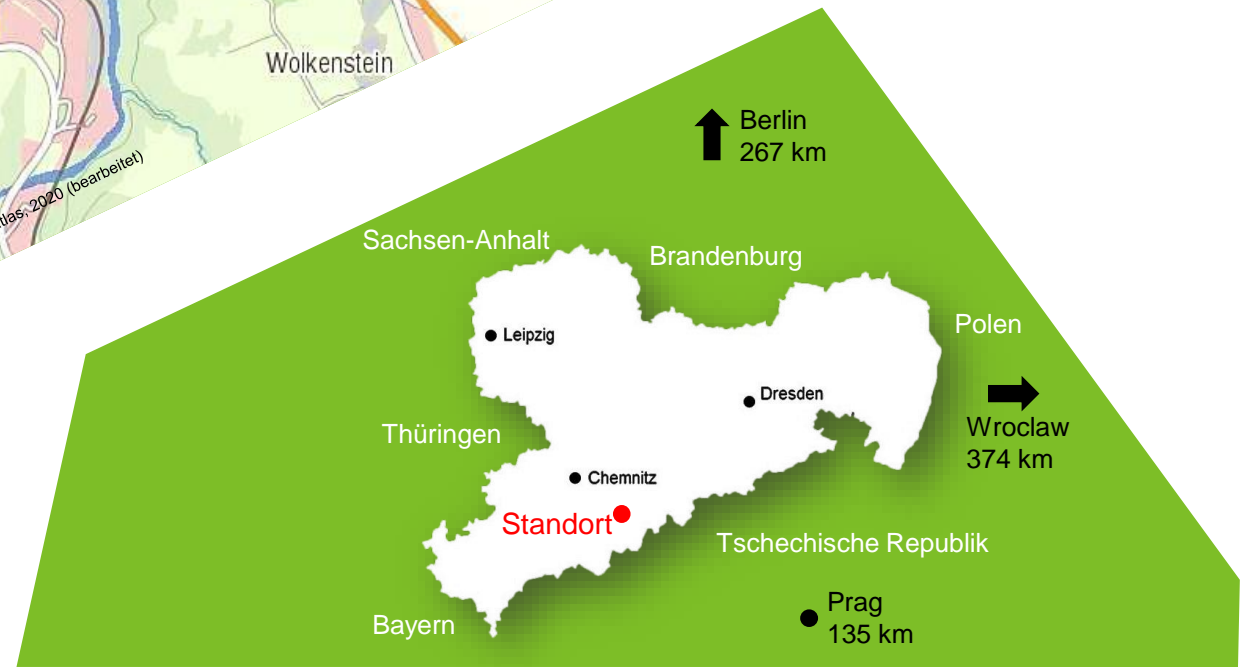 Wolkenstein
tlas, 2020 (bearbeitet)
Berlin
267 km
Sachsen-Anhalt
Brandenburg
Polen
Leipzig
Dresden
Wroclaw
374 km
Thüringen
Chemnitz
Standort
Tschechische Republik
Prag
135 km
Bayern